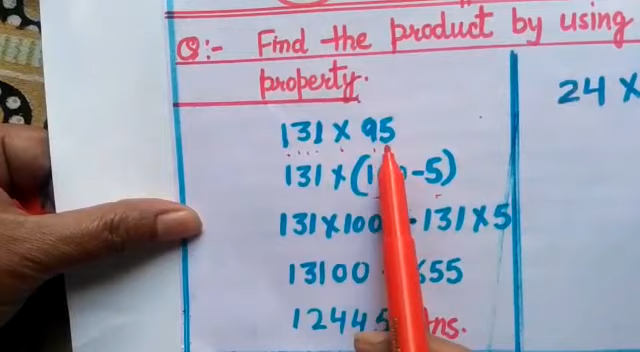 Q:- Find the product by using
property.
131 × 95
131 × (1 - 5)
131 × 100 - 131 × 5
13100 655
12445 Ans.
24 ×